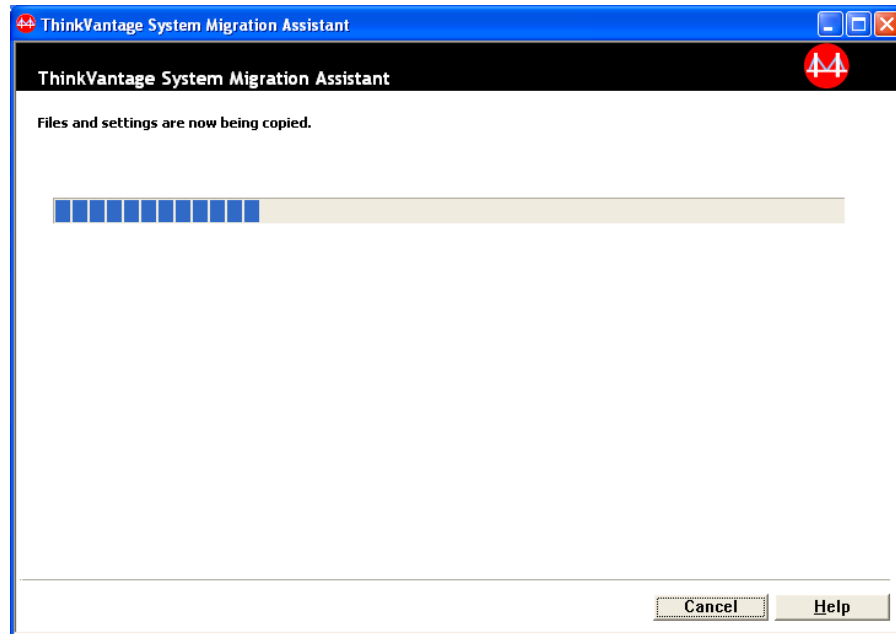 ThinkVantage System Migration Assistant
ThinkVantage System Migration Assistant
Files and settings are now being copied.
Cancel
Help